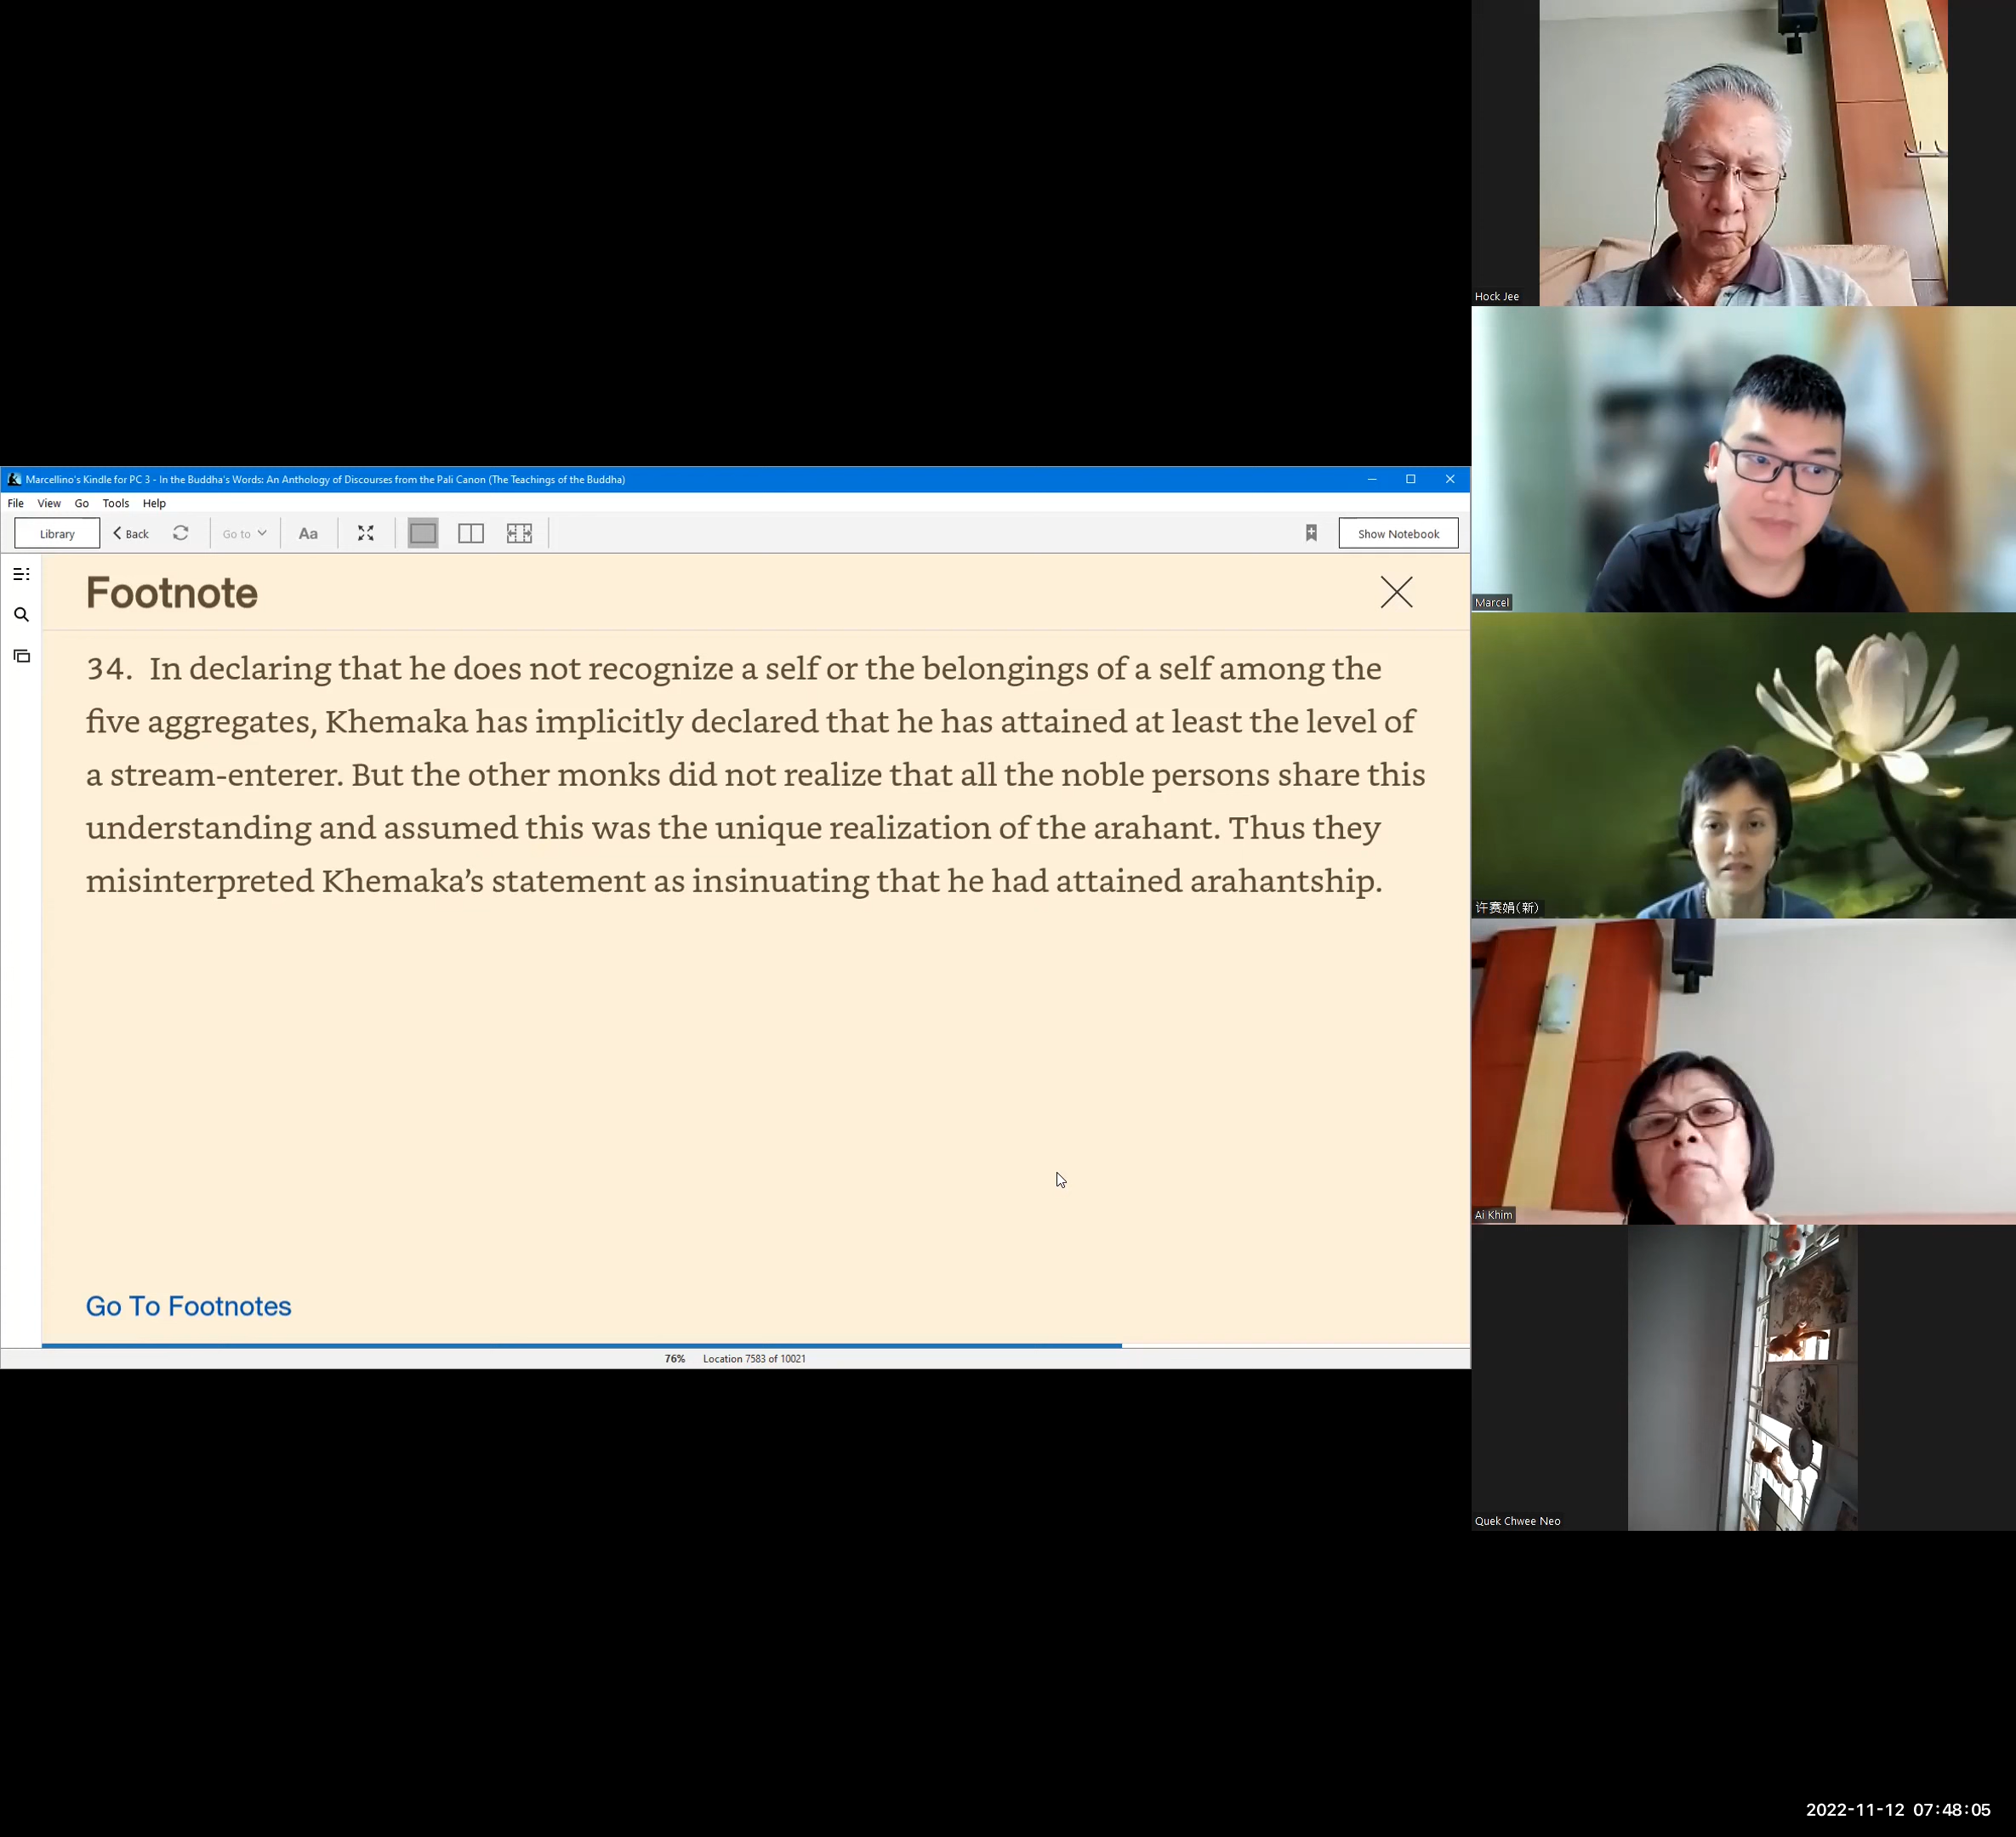 Marcellino's Kindle for PC 3 - In the Buddha's Words: An Anthology of Discourses from the Pali Canon (The Teachings of the Buddha)
File View Go Tools Help
Library Back Go to Aa Show Notebook
Footnote
34. In declaring that he does not recognize a self or the belongings of a self among the
five aggregates, Khemaka has implicitly declared that he has attained at least the level of
a stream-enterer. But the other monks did not realize that all the noble persons share this
understanding and assumed this was the unique realization of the arahant. Thus they
misinterpreted Khemaka’s statement as insinuating that he had attained arahantship.
Go To Footnotes
76% Location 7583 of 10021
Hock Jee
Marcel
许赛娟(新)
Ai Khim
Quek Chwee Neo
2022-11-12 07:48:05